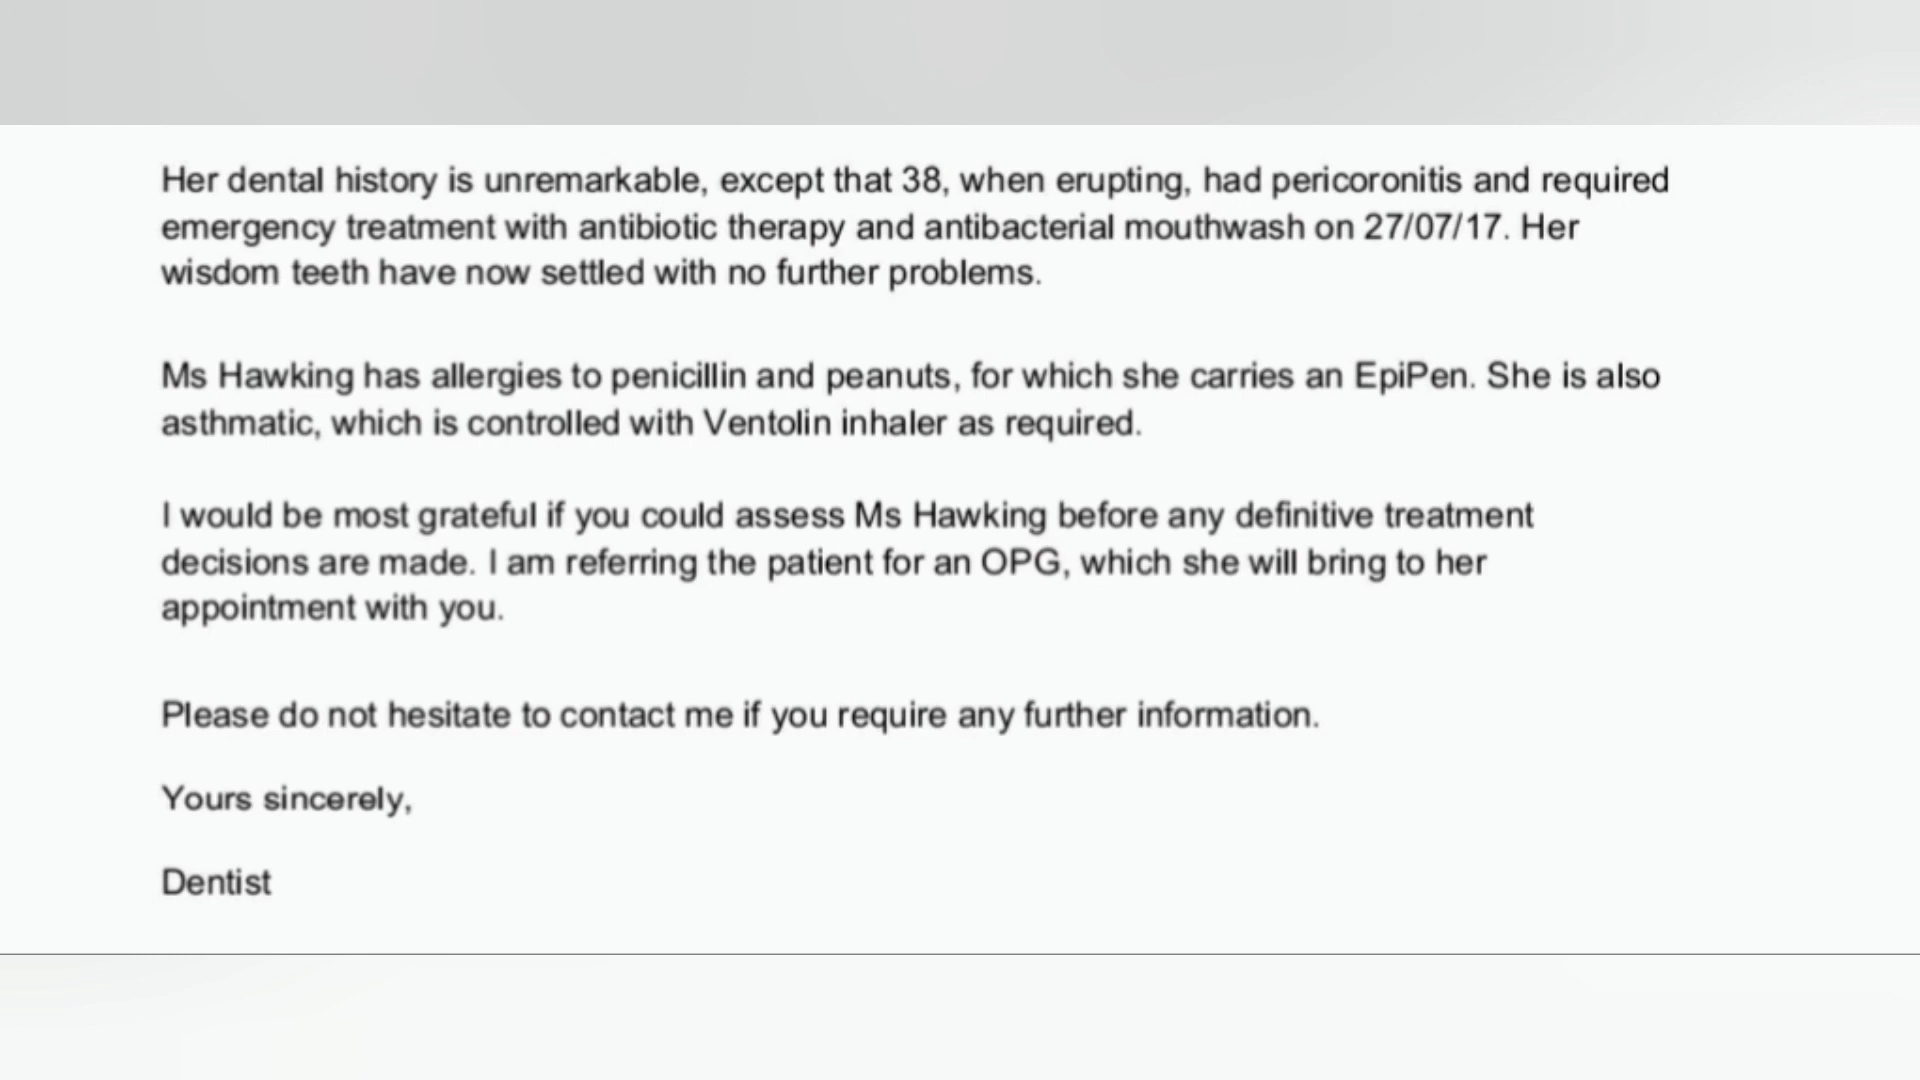 Her dental history is unremarkable, except that 38, when erupting, had pericoronitis and required
emergency treatment with antibiotic therapy and antibacterial mouthwash on 27/07/17. Her
wisdom teeth have now settled with no further problems.
Ms Hawking has allergies to penicillin and peanuts, for which she carries an EpiPen. She is also
asthmatic, which is controlled with Ventolin inhaler as required.
I would be most grateful if you could assess Ms Hawking before any definitive treatment
decisions are made. I am referring the patient for an OPG, which she will bring to her
appointment with you.
Please do not hesitate to contact me if you require any further information.
Yours sincerely,
Dentist